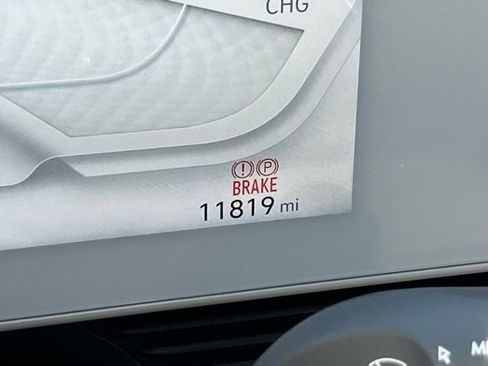 CHG
(!) (P)
BRAKE
11819 mi